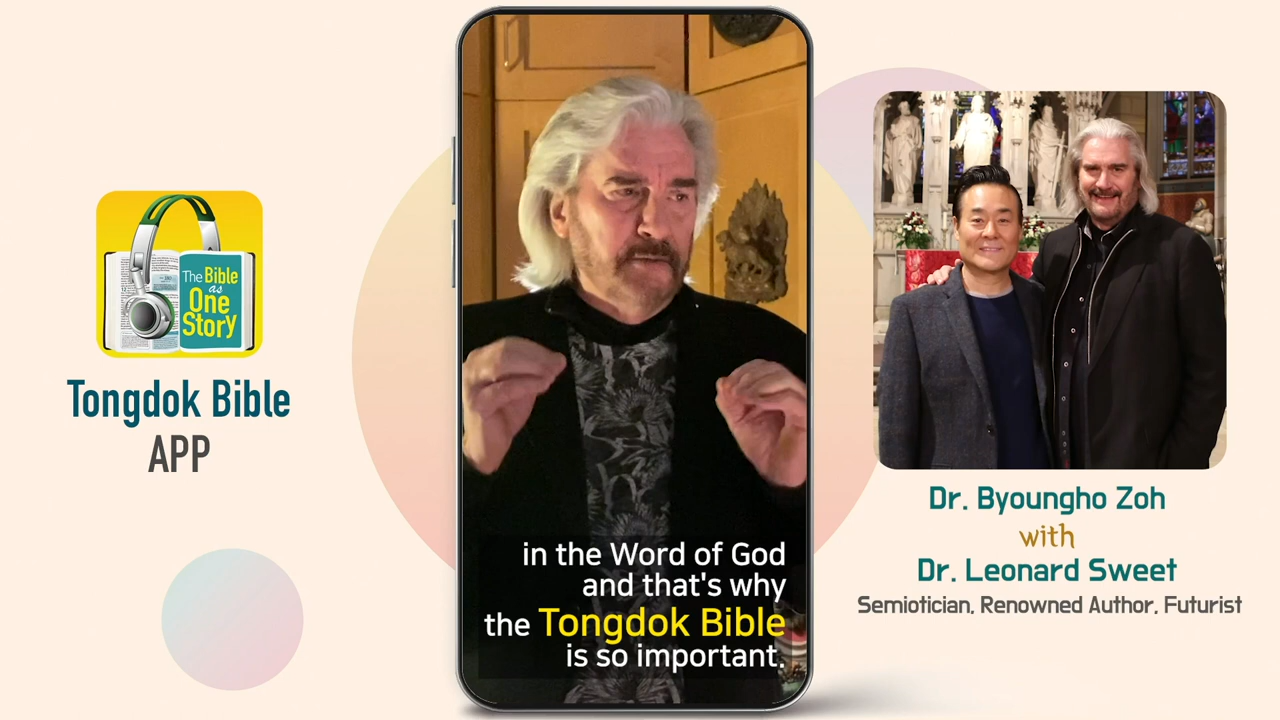 The Bible
as
One
Story
Tongdok Bible
APP
in the Word of God
and that's why
the Tongdok Bible
is so important.
Dr. Byoungho Zoh
with
Dr. Leonard Sweet
Semiotician, Renowned Author, Futurist